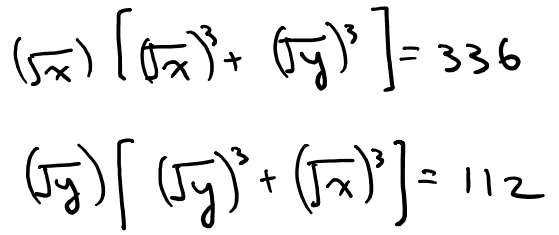 (√x) [(√x)³ + (√y)³] = 336
(√y) [(√y)³ + (√x)³] = 112